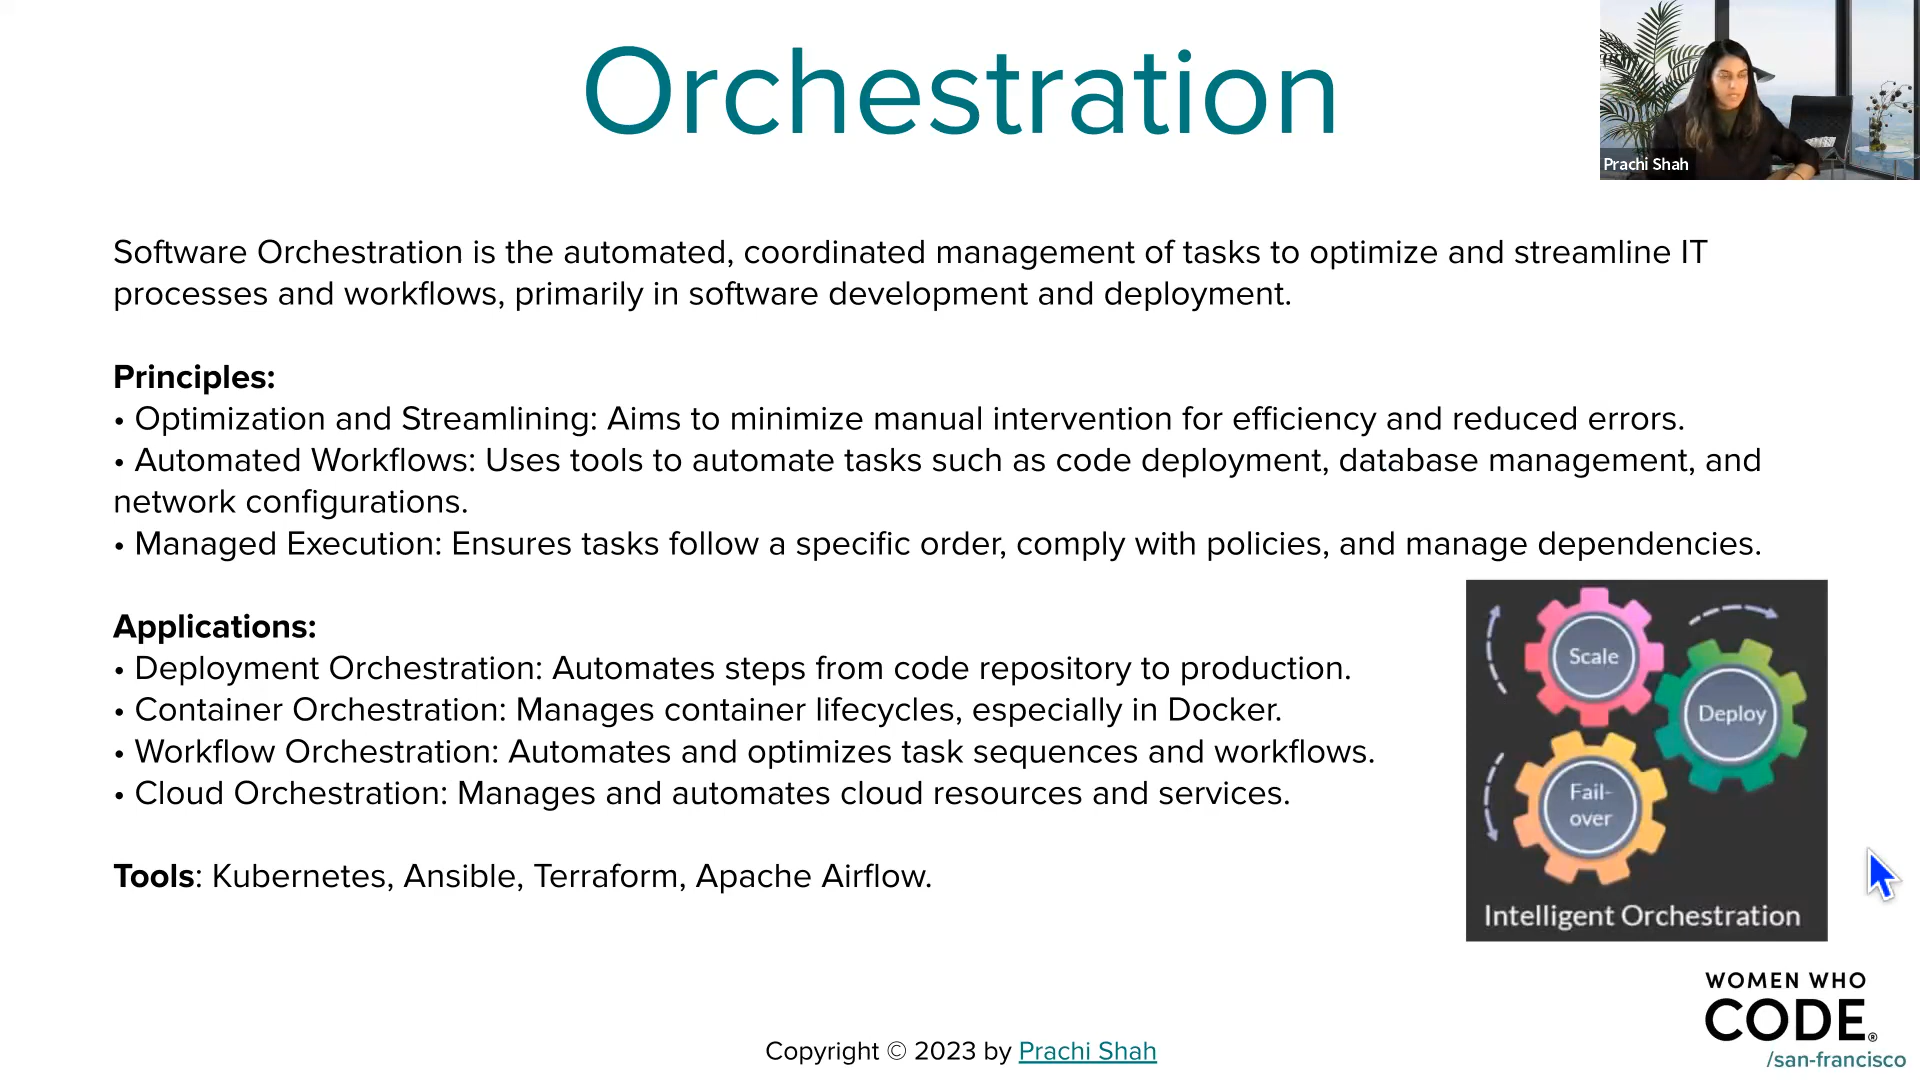 Orchestration
Prachi Shah
Software Orchestration is the automated, coordinated management of tasks to optimize and streamline IT
processes and workflows, primarily in software development and deployment.
Principles:
• Optimization and Streamlining: Aims to minimize manual intervention for efficiency and reduced errors.
• Automated Workflows: Uses tools to automate tasks such as code deployment, database management, and
network configurations.
• Managed Execution: Ensures tasks follow a specific order, comply with policies, and manage dependencies.
Applications:
• Deployment Orchestration: Automates steps from code repository to production.
• Container Orchestration: Manages container lifecycles, especially in Docker.
• Workflow Orchestration: Automates and optimizes task sequences and workflows.
• Cloud Orchestration: Manages and automates cloud resources and services.
Tools: Kubernetes, Ansible, Terraform, Apache Airflow.
Scale
Deploy
Fail-
over
Intelligent Orchestration
WOMEN WHO
CODE®
/san-francisco
Copyright © 2023 by Prachi Shah